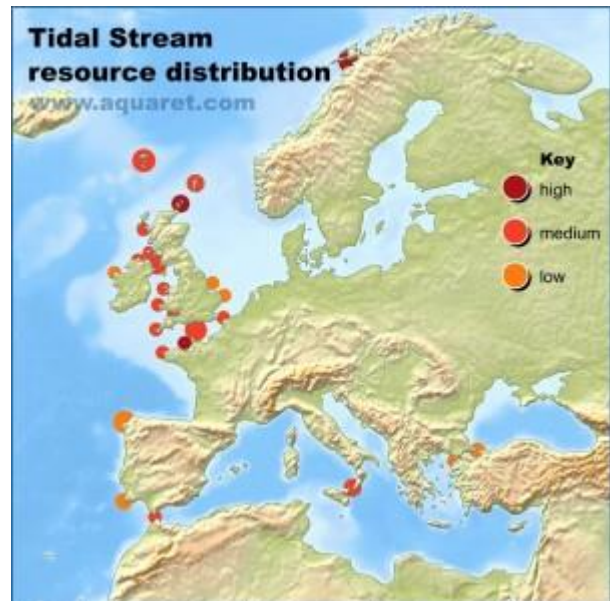 Tidal Stream
resource distribution
www.aquaret.com
Key
high
medium
low